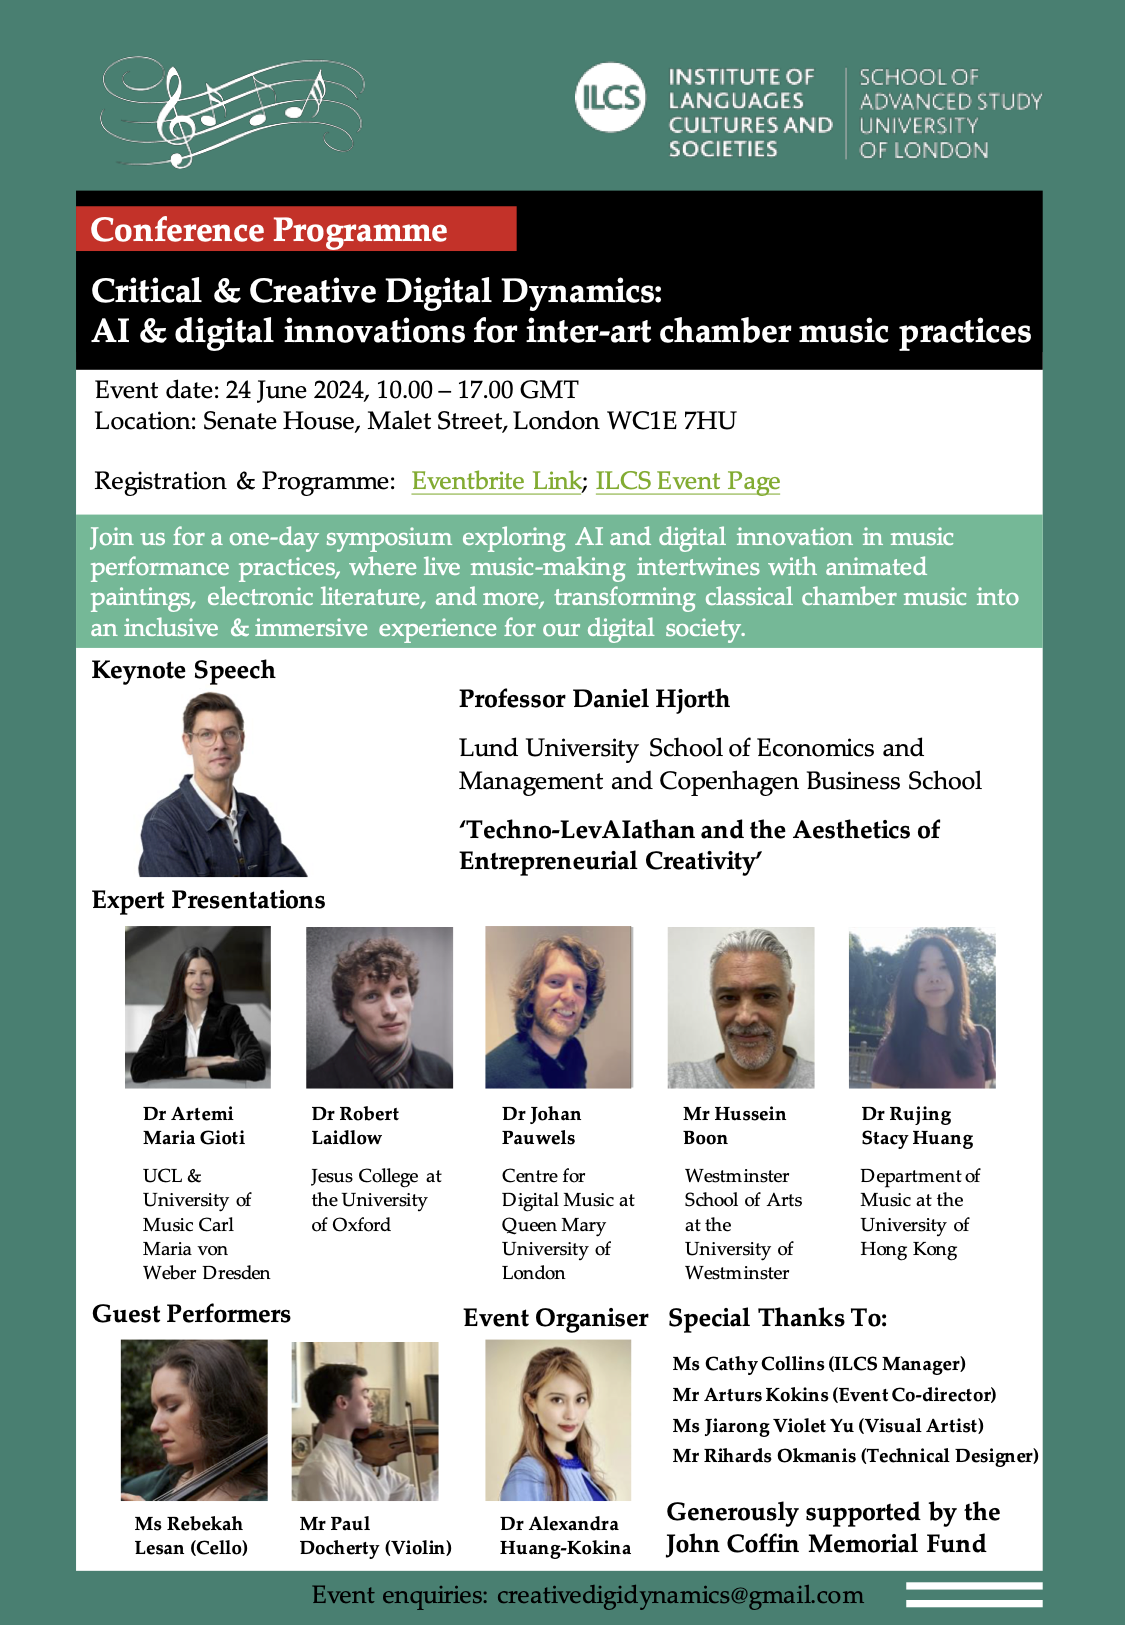 ILCS
INSTITUTE OF
LANGUAGES
CULTURES AND
SOCIETIES
SCHOOL OF
ADVANCED STUDY
UNIVERSITY
OF LONDON
Conference Programme
Critical & Creative Digital Dynamics:
AI & digital innovations for inter-art chamber music practices
Event date: 24 June 2024, 10.00 – 17.00 GMT
Location: Senate House, Malet Street, London WC1E 7HU
Registration & Programme: Eventbrite Link; ILCS Event Page
Join us for a one-day symposium exploring AI and digital innovation in music
performance practices, where live music-making intertwines with animated
paintings, electronic literature, and more, transforming classical chamber music into
an inclusive & immersive experience for our digital society.
Keynote Speech
Professor Daniel Hjorth
Lund University School of Economics and
Management and Copenhagen Business School
‘Techno-LevAIathan and the Aesthetics of
Entrepreneurial Creativity’
Expert Presentations
Dr Artemi
Maria Gioti
UCL &
University of
Music Carl
Maria von
Weber Dresden
Dr Robert
Laidlow
Jesus College at
the University
of Oxford
Dr Johan
Pauwels
Centre for
Digital Music at
Queen Mary
University of
London
Mr Hussein
Boon
Westminster
School of Arts
at the
University of
Westminster
Dr Rujing
Stacy Huang
Department of
Music at the
University of
Hong Kong
Guest Performers
Ms Rebekah
Lesan (Cello)
Mr Paul
Docherty (Violin)
Event Organiser
Dr Alexandra
Huang-Kokina
Special Thanks To:
Ms Cathy Collins (ILCS Manager)
Mr Arturs Kokins (Event Co-director)
Ms Jiarong Violet Yu (Visual Artist)
Mr Rihards Okmanis (Technical Designer)
Generously supported by the
John Coffin Memorial Fund
Event enquiries: creativedigidynamics@gmail.com